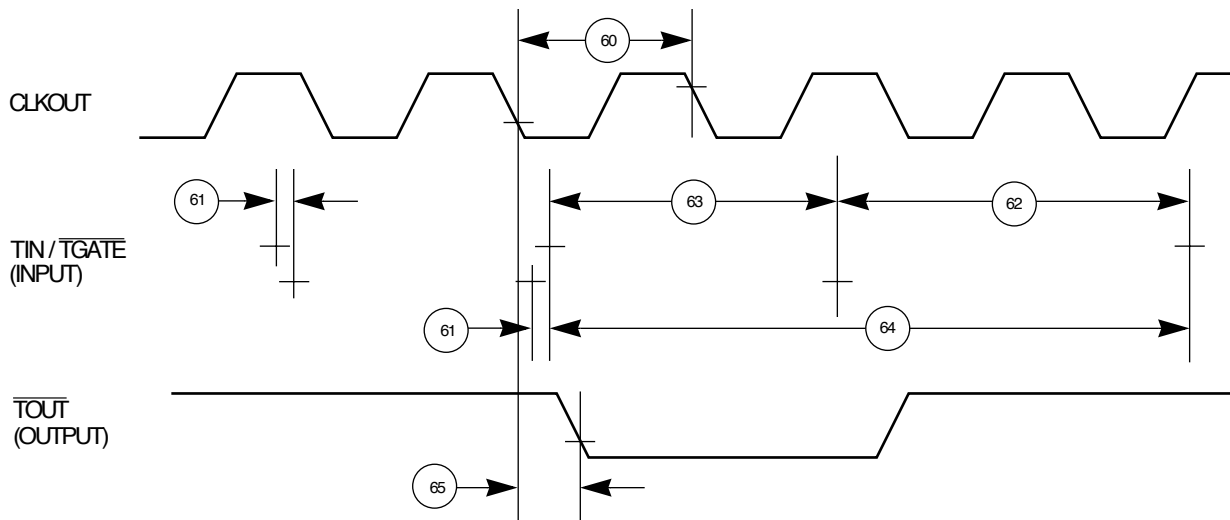 60
CLKOUT
61
63
62
TIN / TGATE
(INPUT)
61
64
TOUT
(OUTPUT)
65